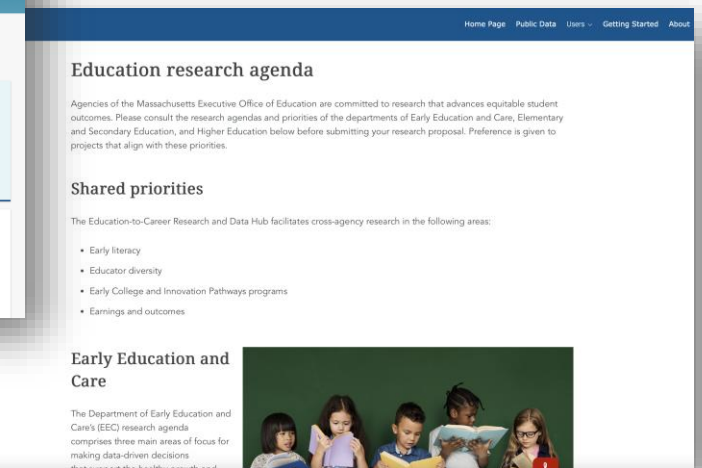 Home Page Public Data Users Getting Started About
Education research agenda
Agencies of the Massachusetts Executive Office of Education are committed to research that advances equitable student
outcomes. Please consult the research agendas and priorities of the departments of Early Education and Care, Elementary
and Secondary Education, and Higher Education below before submitting your research proposal. Preference is given to
projects that align with these priorities.
Shared priorities
The Education-to-Career Research and Data Hub facilitates cross-agency research in the following areas:
• Early literacy
• Educator diversity
• Early College and Innovation Pathways programs
• Earnings and outcomes
Early Education and
Care
The Department of Early Education and
Care's (EEC) research agenda
comprises three main areas of focus for
making data-driven decisions
that support the healthy growth and